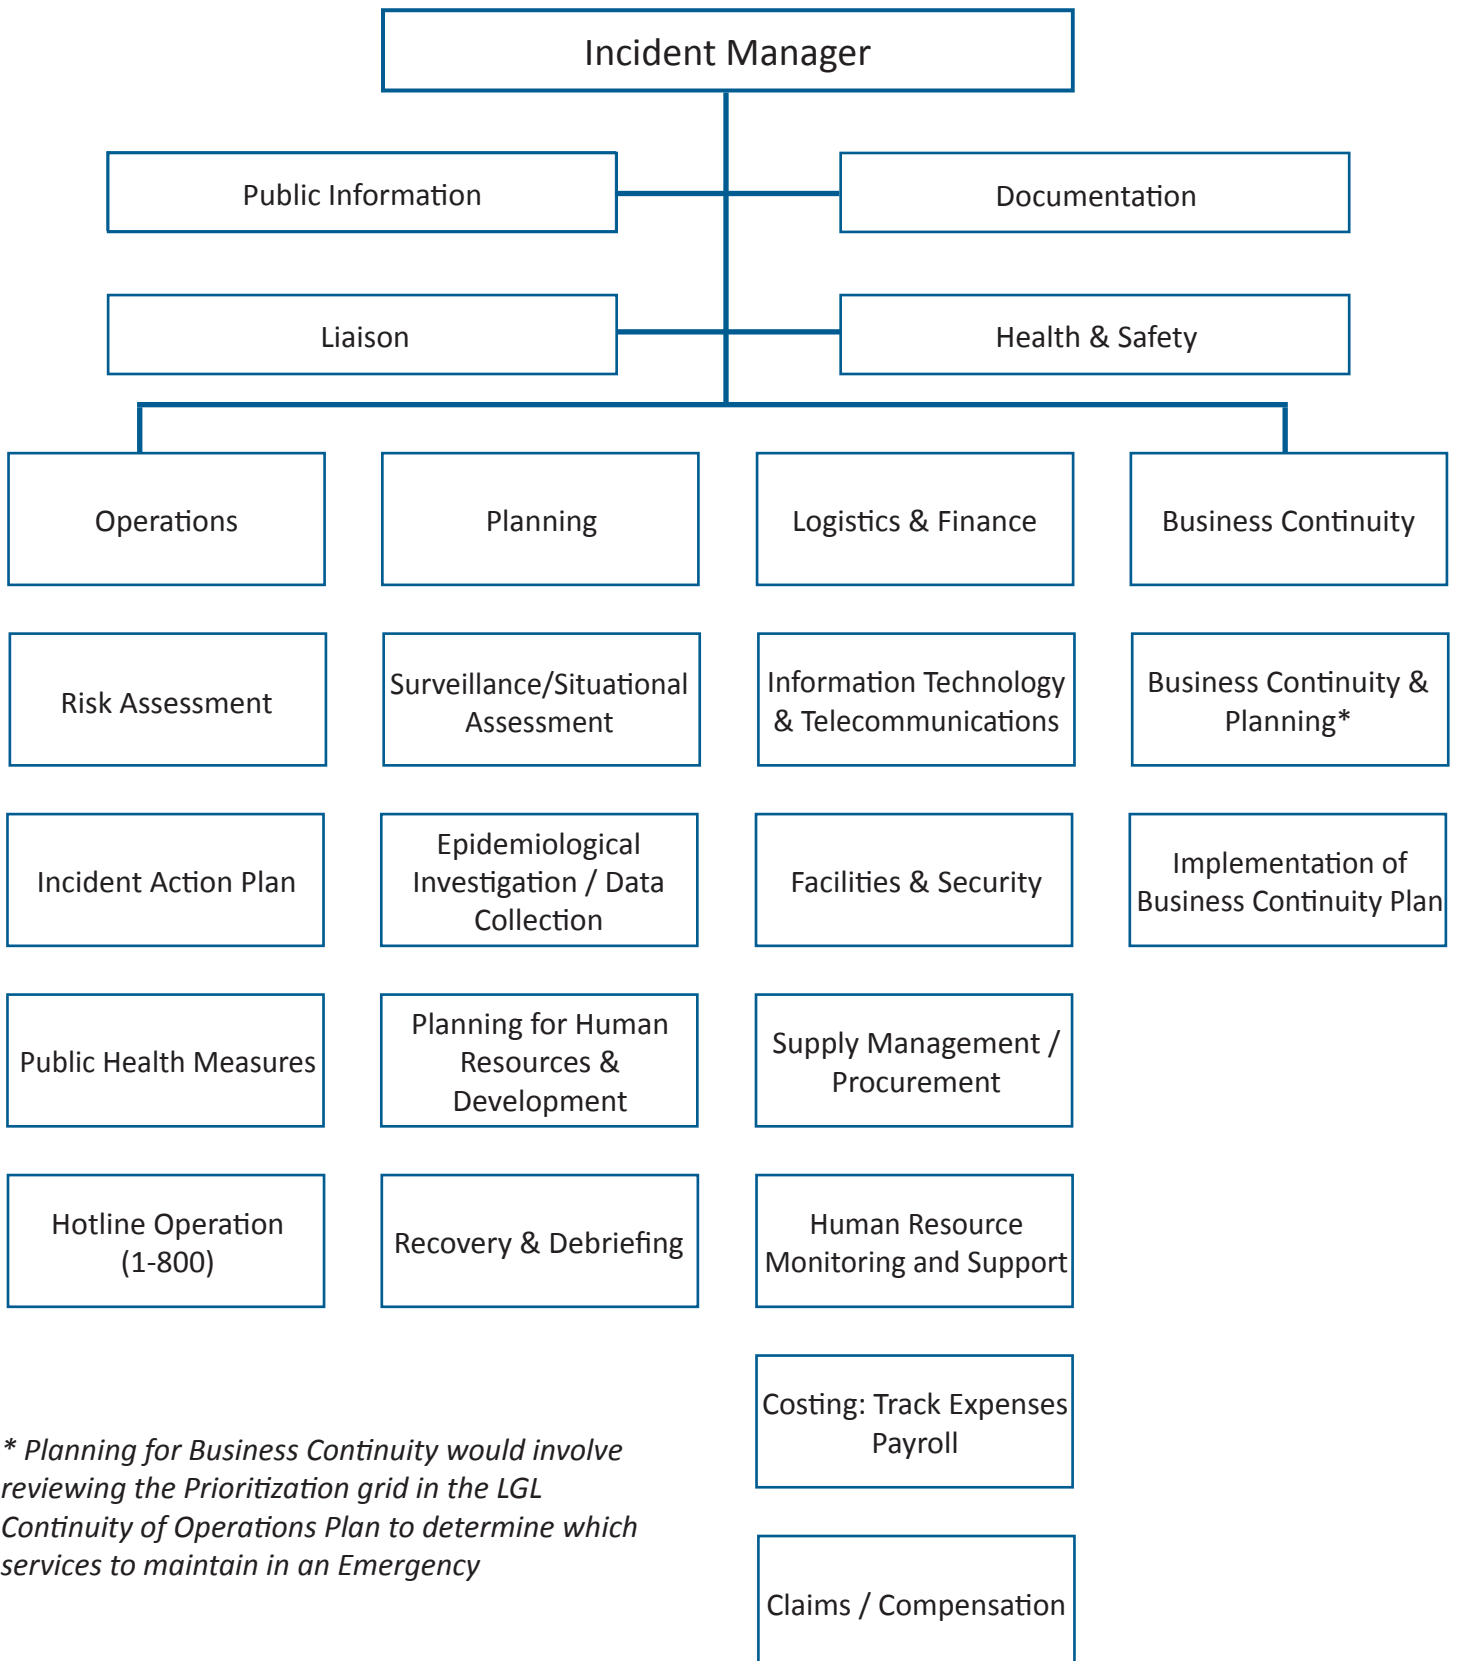 Incident Manager
Public Information
Documentation
Liaison
Health & Safety
Operations
Planning
Logistics & Finance
Business Continuity
Risk Assessment
Surveillance/Situational
Assessment
Information Technology
& Telecommunications
Business Continuity &
Planning*
Incident Action Plan
Epidemiological
Investigation / Data
Collection
Facilities & Security
Implementation of
Business Continuity Plan
Public Health Measures
Planning for Human
Resources &
Development
Supply Management /
Procurement
Hotline Operation
(1-800)
Recovery & Debriefing
Human Resource
Monitoring and Support
Costing: Track Expenses
Payroll
Claims / Compensation
* Planning for Business Continuity would involve
reviewing the Prioritization grid in the LGL
Continuity of Operations Plan to determine which
services to maintain in an Emergency